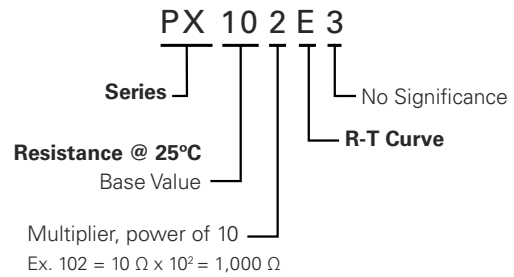 PX 10 2 E 3
Series
No Significance
R-T Curve
Resistance @ 25ºC
Base Value
Multiplier, power of 10
Ex. 102 = 10 Ω x 10² = 1,000 Ω